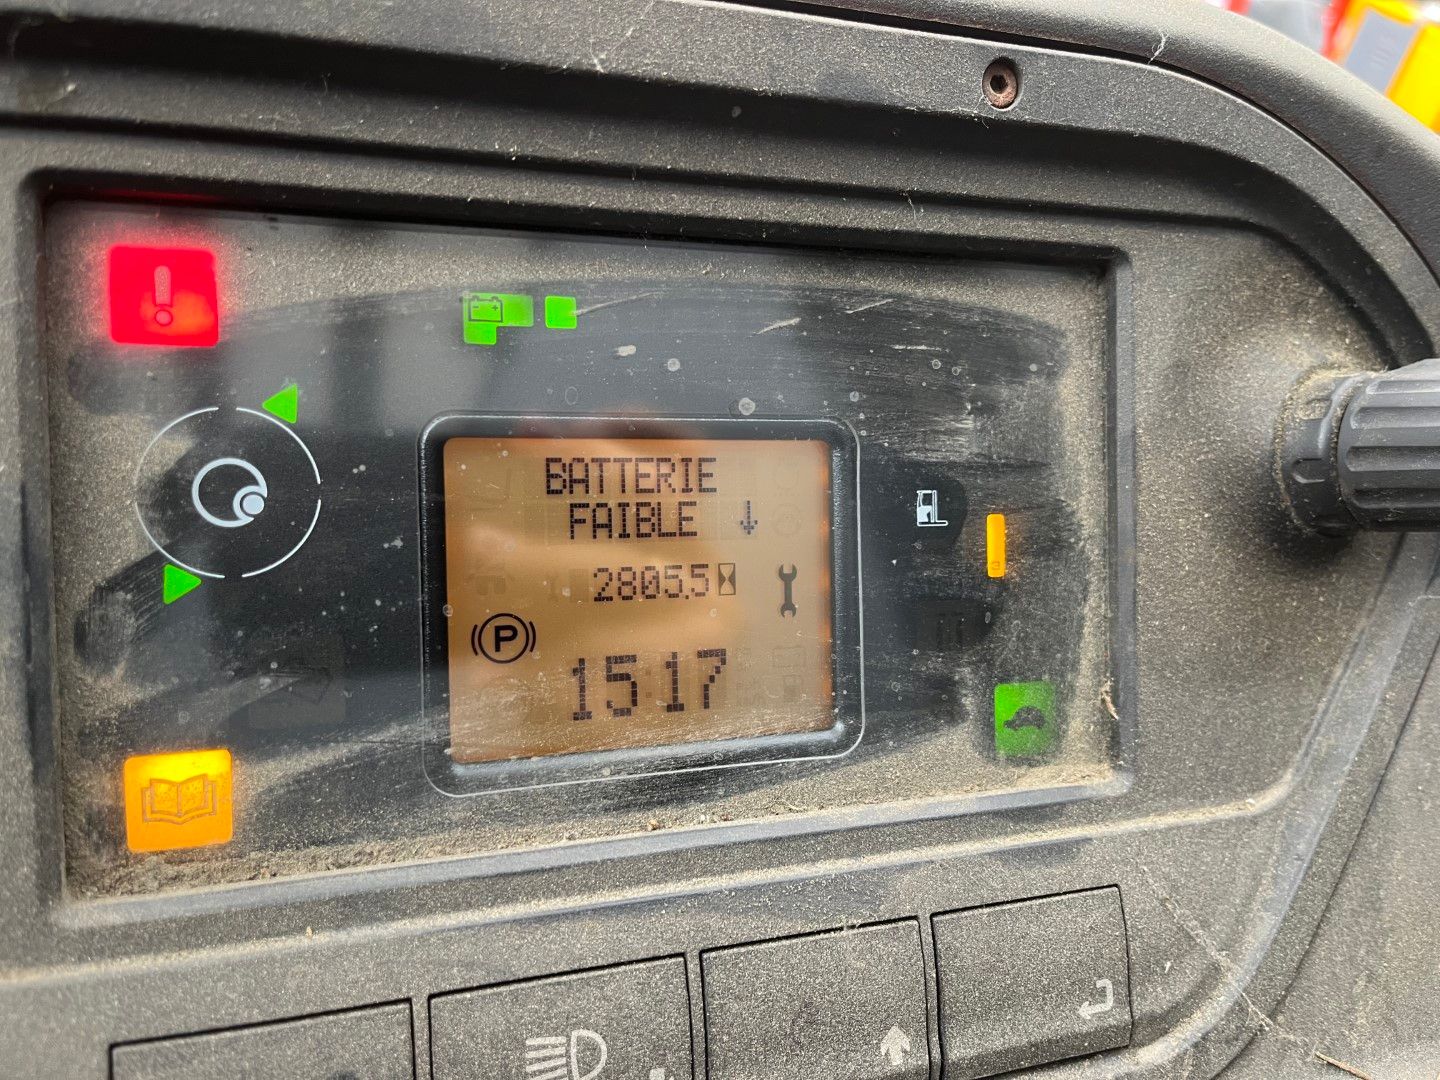 BATTERIE
FAIBLE
2805.5
P
15:17